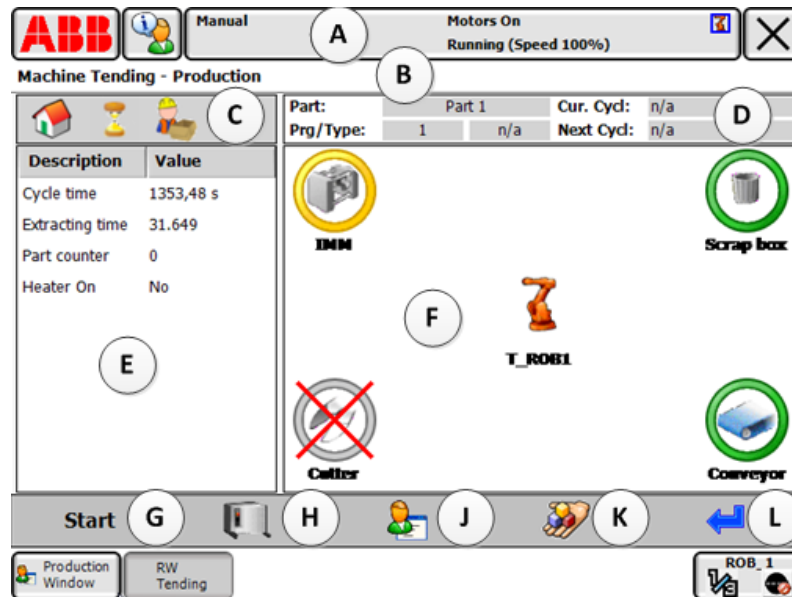 ABB
Manual
Motors On
A
Running (Speed 100%)
Machine Tending - Production
B
C
Part:
Part 1
Cur. Cycl:
n/a
D
Prg/Type:
1
n/a
Next Cycl:
n/a
Description
Value
Cycle time
1353,48 s
Extracting time
31.649
Part counter
0
Heater On
No
IMM
Scrap box
F
T_ROB1
E
Cutter
Conveyor
Start
G
H
J
K
L
Production
Window
RW
Tending
ROB_1
1/3